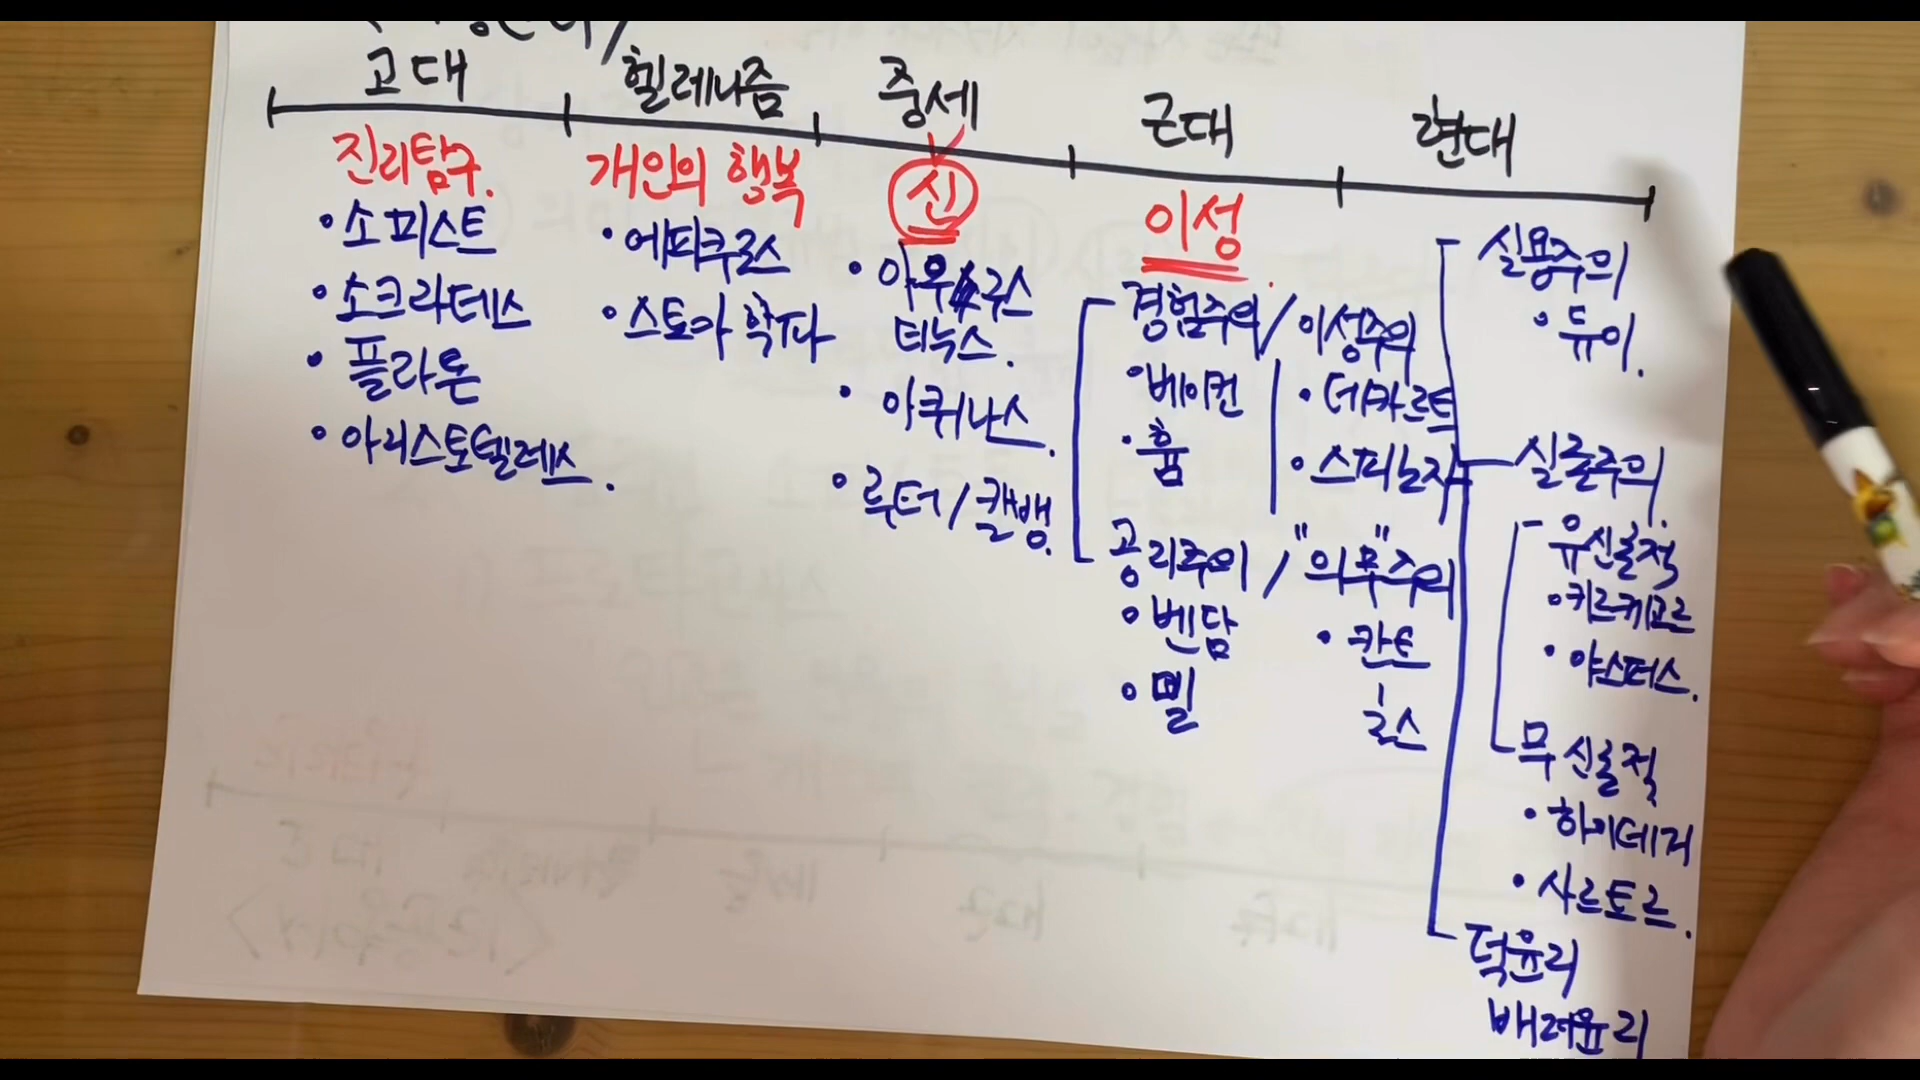 고대
헬레니즘
중세
근대
현대
진리탐구.
· 소피스트
· 소크라테스
· 플라톤
· 아리스토텔레스.
개인의 행복
· 에피쿠로스
· 스토아 학파
신
· 아우구스
티누스.
· 아퀴나스.
· 루터/칼뱅.
이성
경험주의/이성주의
· 베이컨
· 흄
· 데카르트
· 스피노자
공리주의/"의무"주의
· 벤담
· 밀
· 칸트
롤스
실용주의
· 듀이.
실존주의.
유신론적
· 키르케고르
· 야스퍼스.
무신론적
· 하이데거
· 사르트르.
덕윤리
배려윤리